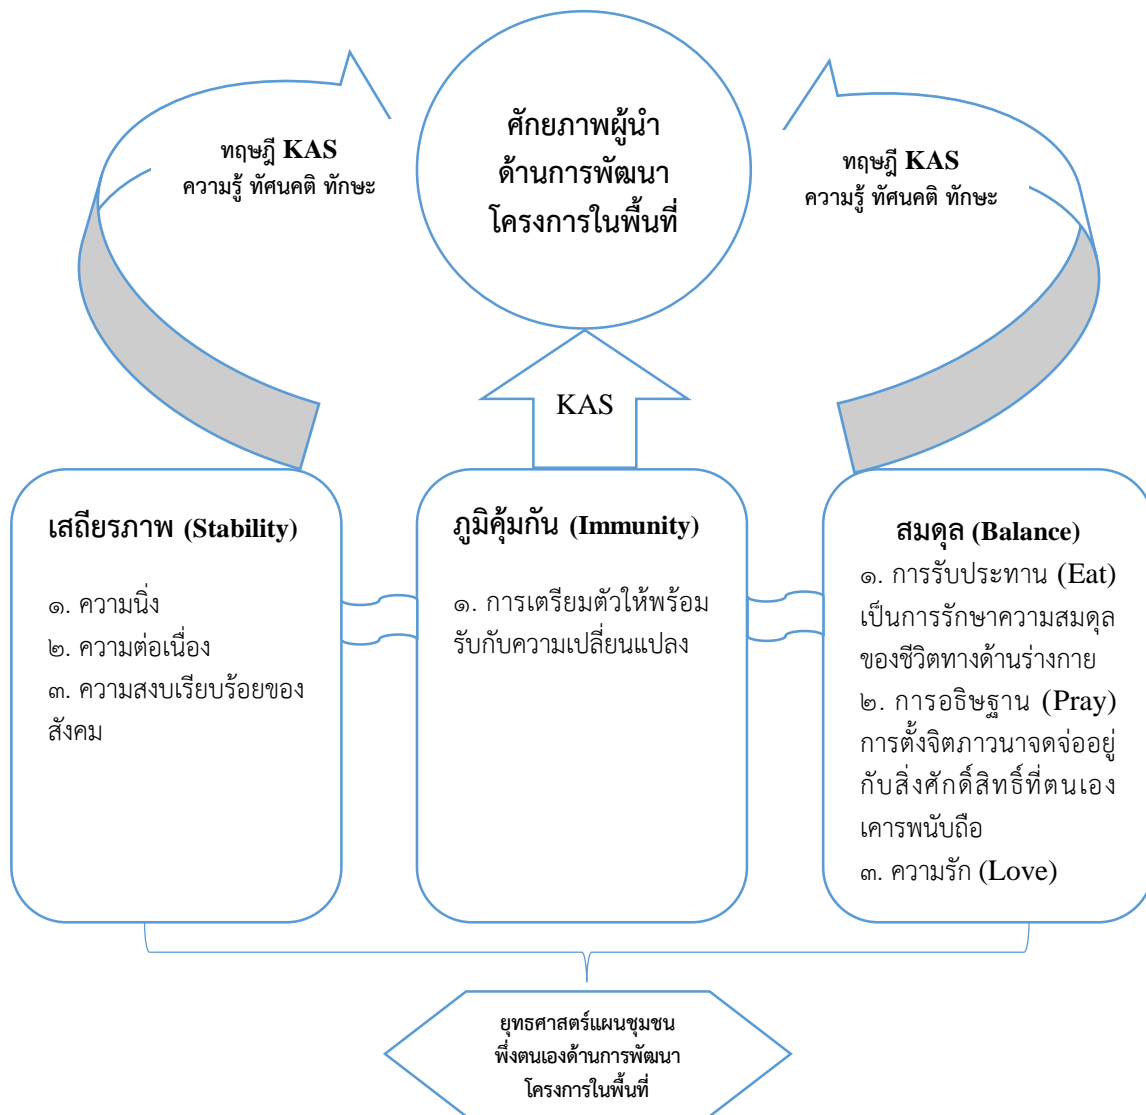 ศักยภาพผู้นำ
ด้านการพัฒนา
โครงการในพื้นที่
ทฤษฎี KAS
ความรู้ ทัศนคติ ทักษะ
ทฤษฎี KAS
ความรู้ ทัศนคติ ทักษะ
KAS
เสถียรภาพ (Stability)
๑. ความนิ่ง
๒. ความต่อเนื่อง
๓. ความสงบเรียบร้อยของ
สังคม
ภูมิคุ้มกัน (Immunity)
๑. การเตรียมตัวให้พร้อม
รับกับความเปลี่ยนแปลง
สมดุล (Balance)
๑. การรับประทาน (Eat)
เป็นการรักษาความสมดุล
ของชีวิตทางด้านร่างกาย
๒. การอธิษฐาน (Pray)
การตั้งจิตภาวนาจดจ่ออยู่
กับสิ่งศักดิ์สิทธิ์ที่ตนเอง
เคารพนับถือ
๓. ความรัก (Love)
ยุทธศาสตร์แผนชุมชน
พึ่งตนเองด้านการพัฒนา
โครงการในพื้นที่